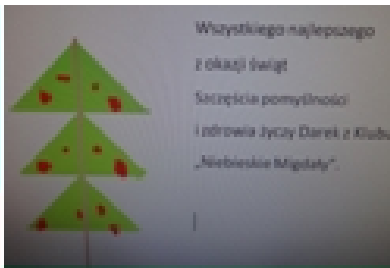 Wszystkiego najlepszego
z okazji świąt
Szczęścia pomyślności
i zdrowia życzy Darek z Klubu
„Niebieskie Migdały”.